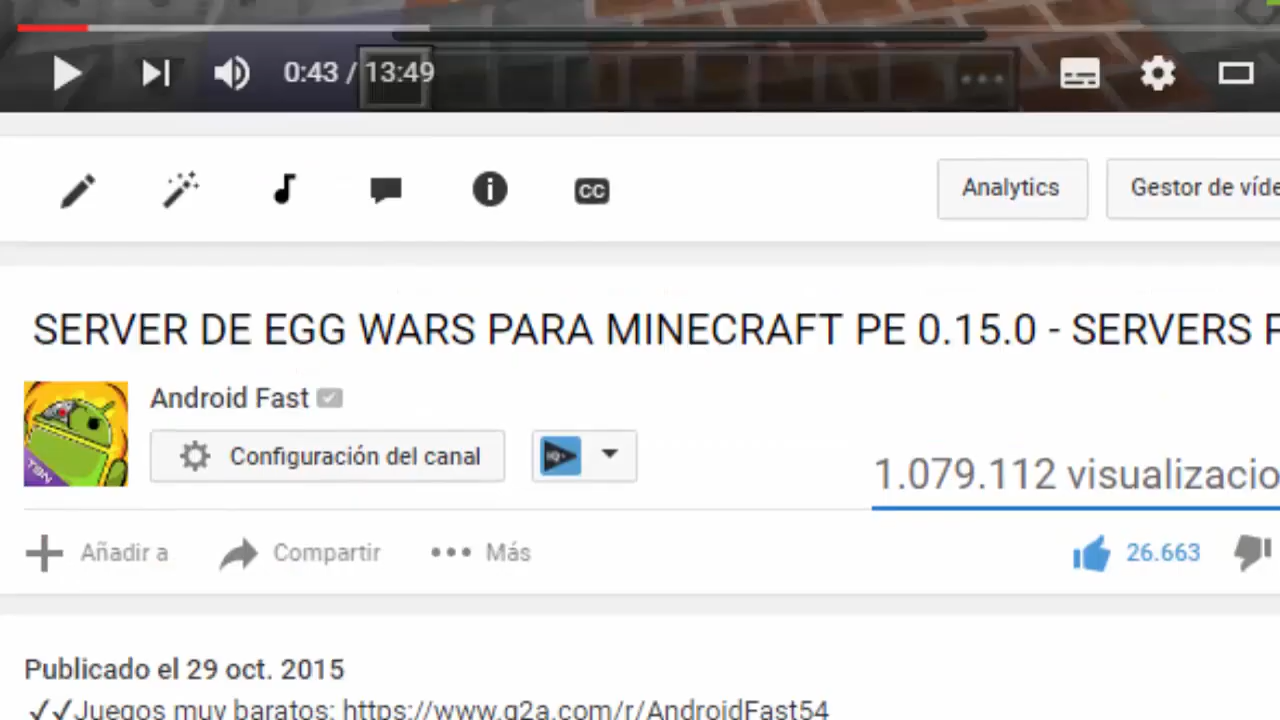 0:43 / 13:49
CC
Analytics
Gestor de víde
SERVER DE EGG WARS PARA MINECRAFT PE 0.15.0 - SERVERS P
Android Fast
TGN
Configuración del canal
1.079.112 visualizacio
Añadir a
Compartir
Más
26.663
Publicado el 29 oct. 2015
✓✓Juegos muy baratos: https://www.g2a.com/r/AndroidFast54